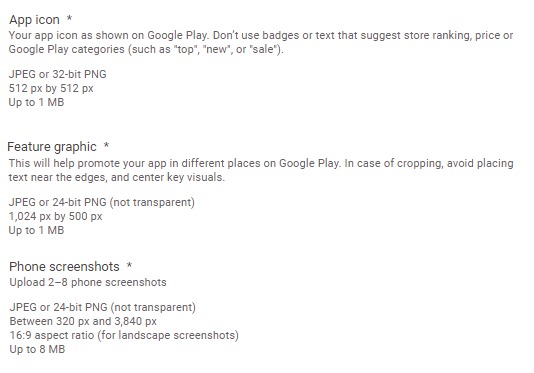 App icon *
Your app icon as shown on Google Play. Don't use badges or text that suggest store ranking, price or
Google Play categories (such as "top", "new", or "sale").
JPEG or 32-bit PNG
512 px by 512 px
Up to 1 MB
Feature graphic *
This will help promote your app in different places on Google Play. In case of cropping, avoid placing
text near the edges, and center key visuals.
JPEG or 24-bit PNG (not transparent)
1,024 px by 500 px
Up to 1 MB
Phone screenshots *
Upload 2–8 phone screenshots
JPEG or 24-bit PNG (not transparent)
Between 320 px and 3,840 px
16:9 aspect ratio (for landscape screenshots)
Up to 8 MB